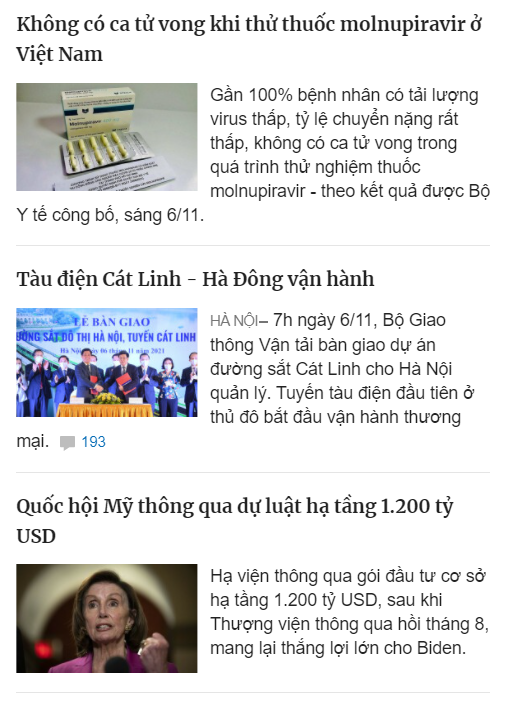 Không có ca tử vong khi thử thuốc molnupiravir ở
Việt Nam
Molnupiravir
Gần 100% bệnh nhân có tải lượng
virus thấp, tỷ lệ chuyển nặng rất
thấp, không có ca tử vong trong
quá trình thử nghiệm thuốc
molnupiravir - theo kết quả được Bộ
Y tế công bố, sáng 6/11.
Tàu điện Cát Linh - Hà Đông vận hành
LỄ BÀN GIAO
ĐƯỜNG SẮT ĐÔ THỊ HÀ NỘI, TUYẾN CÁT LINH
Hà Nội, ngày 06 tháng 11 năm 2021
HÀ NỘI– 7h ngày 6/11, Bộ Giao
thông Vận tải bàn giao dự án
đường sắt Cát Linh cho Hà Nội
quản lý. Tuyến tàu điện đầu tiên ở
thủ đô bắt đầu vận hành thương
mại. 193
Quốc hội Mỹ thông qua dự luật hạ tầng 1.200 tỷ
USD
Hạ viện thông qua gói đầu tư cơ sở
hạ tầng 1.200 tỷ USD, sau khi
Thượng viện thông qua hồi tháng 8,
mang lại thắng lợi lớn cho Biden.